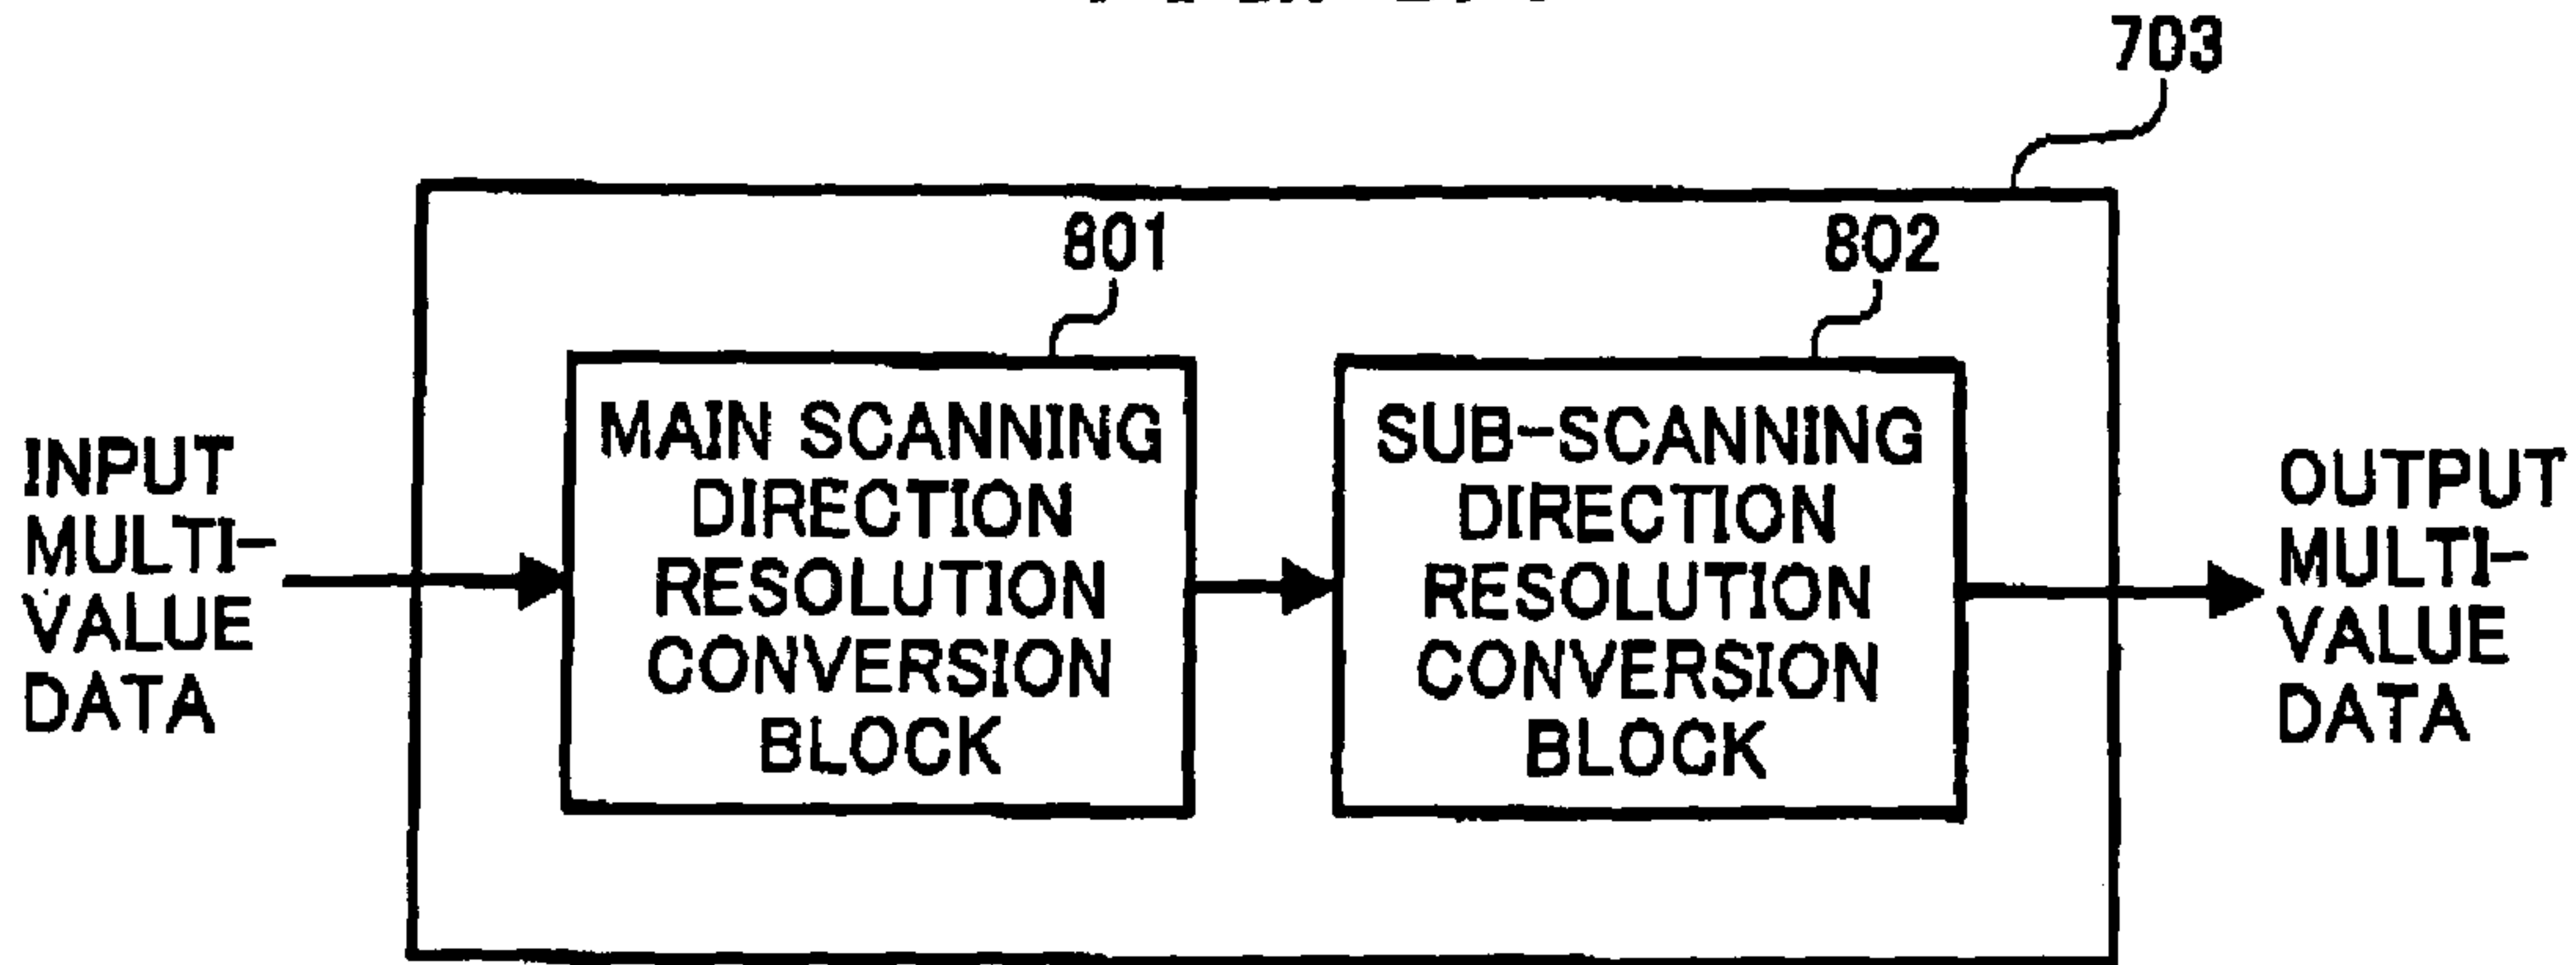 703
801
802
INPUT
MULTI-
VALUE
DATA
MAIN SCANNING
DIRECTION
RESOLUTION
CONVERSION
BLOCK
SUB-SCANNING
DIRECTION
RESOLUTION
CONVERSION
BLOCK
OUTPUT
MULTI-
VALUE
DATA